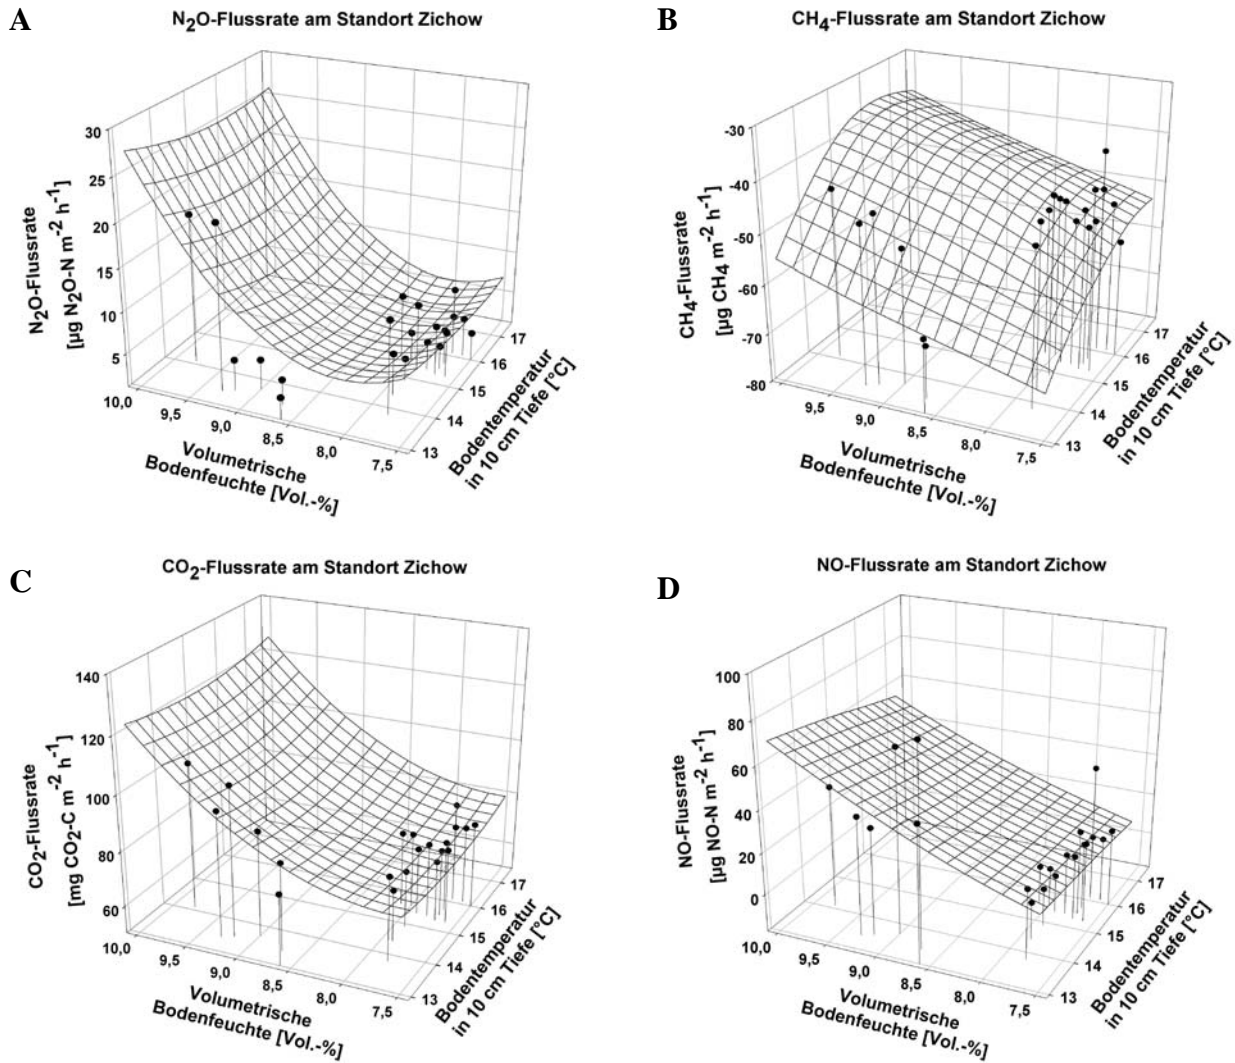 A
N2O-Flussrate am Standort Zichow
30
25
20
15
10
5
N2O-Flussrate
[µg N2O-N m-2 h-1]
10,0
9,5
9,0
8,5
8,0
7,5
Volumetrische
Bodenfeuchte [Vol.-%]
17
16
15
14
13
Bodentemperatur
in 10 cm Tiefe [°C]
B
CH4-Flussrate am Standort Zichow
-30
-40
-50
-60
-70
-80
CH4-Flussrate
[µg CH4 m-2 h-1]
9,5
9,0
8,5
8,0
7,5
Volumetrische
Bodenfeuchte [Vol.-%]
17
16
15
14
13
Bodentemperatur
in 10 cm Tiefe [°C]
C
CO2-Flussrate am Standort Zichow
140
120
100
80
60
CO2-Flussrate
[mg CO2-C m-2 h-1]
10,0
9,5
9,0
8,5
8,0
7,5
Volumetrische
Bodenfeuchte [Vol.-%]
17
16
15
14
13
Bodentemperatur
in 10 cm Tiefe [°C]
D
NO-Flussrate am Standort Zichow
100
80
60
40
20
0
NO-Flussrate
[µg NO-N m-2 h-1]
10,0
9,5
9,0
8,5
8,0
7,5
Volumetrische
Bodenfeuchte [Vol.-%]
17
16
15
14
13
Bodentemperatur
in 10 cm Tiefe [°C]